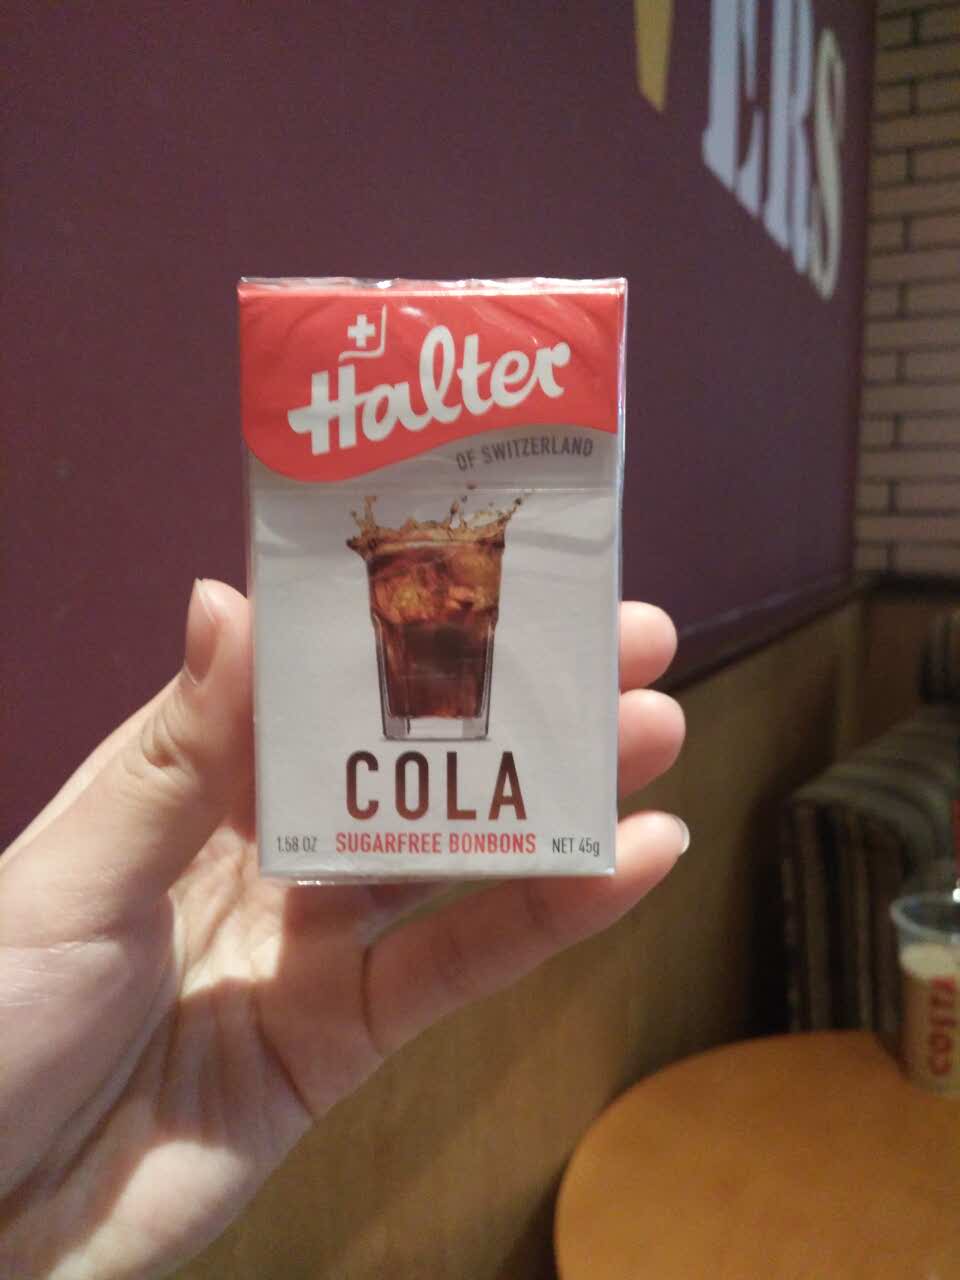 ERS
Halter
OF SWITZERLAND
COLA
1.58 OZ SUGARFREE BONBONS NET 45g
COSTA